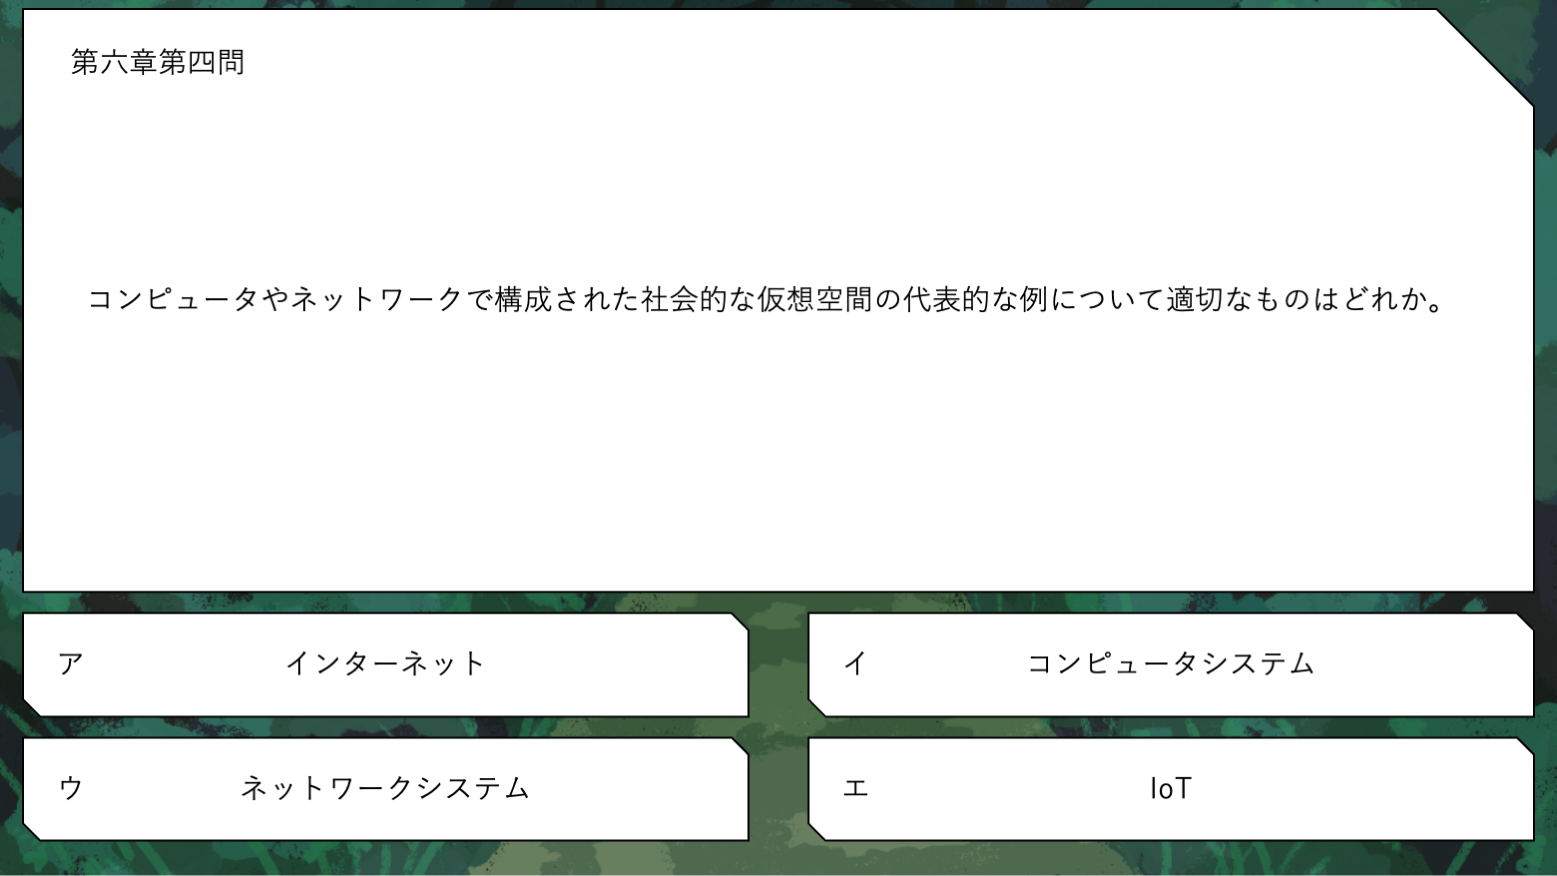 第六章第四問
コンピュータやネットワークで構成された社会的な仮想空間の代表的な例について適切なものはどれか。
ア インターネット
イ コンピュータシステム
ウ ネットワークシステム
エ IoT